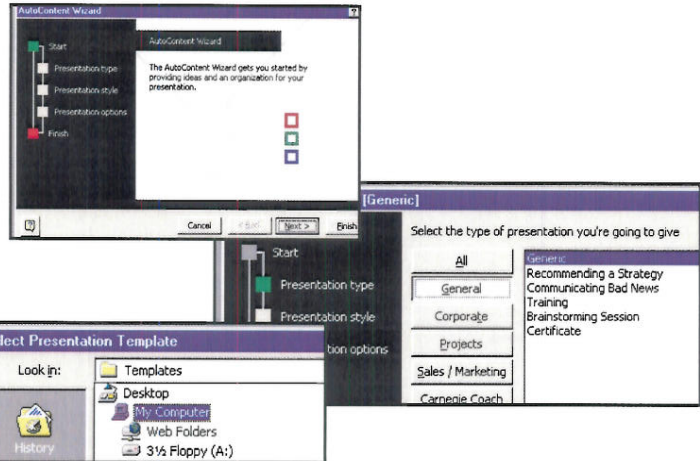 AutoContent Wizard
?
Start
Presentation type
Presentation style
Presentation options
Finish
AutoContent Wizard
The AutoContent Wizard gets you started by
providing ideas and an organization for your
presentation.
?
Cancel
Next >
Finish
[Generic]
Start
Presentation type
Presentation style
tion options
Select the type of presentation you're going to give
All
General
Corporate
Projects
Sales / Marketing
Carnegie Coach
Generic
Recommending a Strategy
Communicating Bad News
Training
Brainstorming Session
Certificate
lect Presentation Template
Look in:
Templates
History
Desktop
My Computer
Web Folders
3½ Floppy (A:)